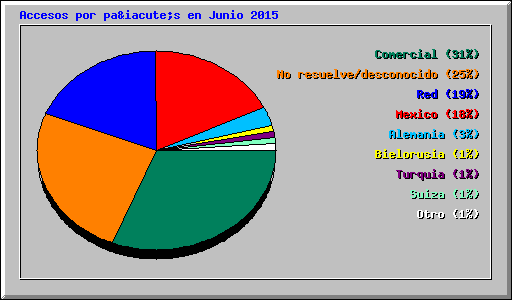 Accesos por pa&iacute;s en Junio 2015
Comercial (31%)
No resuelve/desconocido (25%)
Red (19%)
Mexico (18%)
Alemania (3%)
Bielorusia (1%)
Turquia (1%)
Suiza (1%)
Otro (1%)